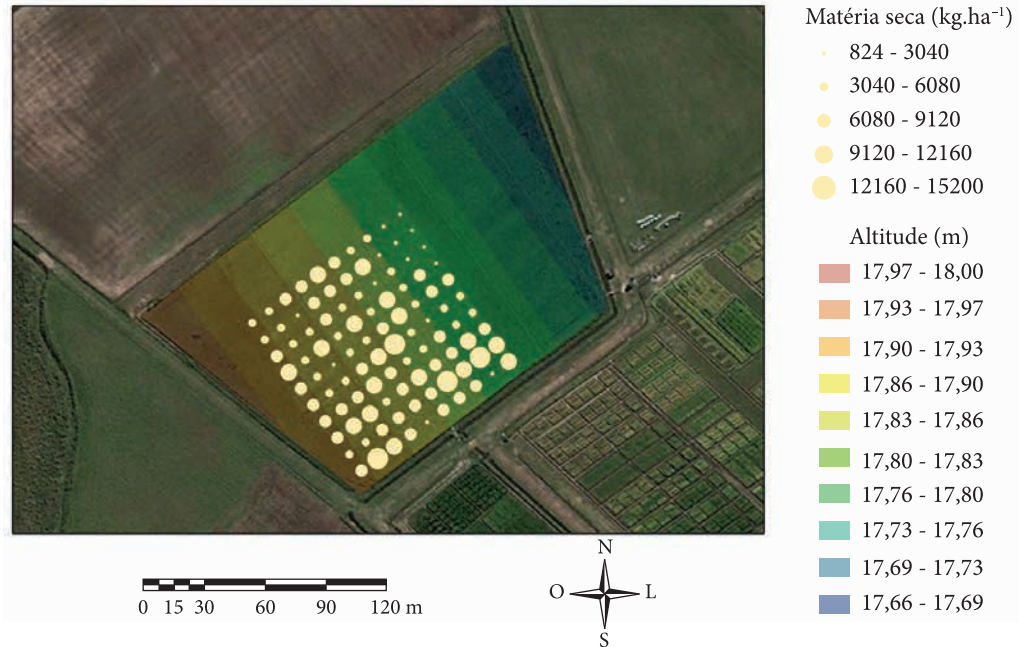 Matéria seca (kg.ha⁻¹)
824 - 3040
3040 - 6080
6080 - 9120
9120 - 12160
12160 - 15200
Altitude (m)
17,97 - 18,00
17,93 - 17,97
17,90 - 17,93
17,86 - 17,90
17,83 - 17,86
17,80 - 17,83
17,76 - 17,80
17,73 - 17,76
17,69 - 17,73
17,66 - 17,69
0 15 30 60 90 120 m
N
O L
S